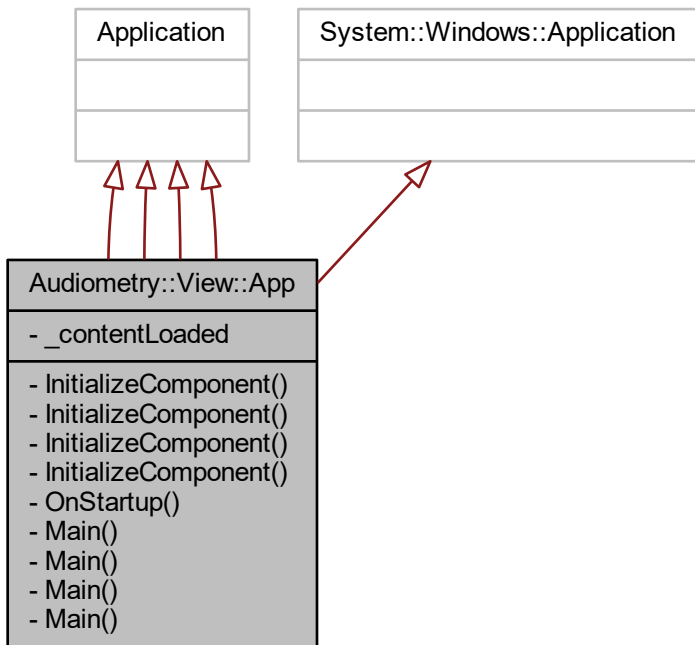 Application
System::Windows::Application
Audiometry::View::App
- _contentLoaded
- InitializeComponent()
- InitializeComponent()
- InitializeComponent()
- InitializeComponent()
- OnStartup()
- Main()
- Main()
- Main()
- Main()